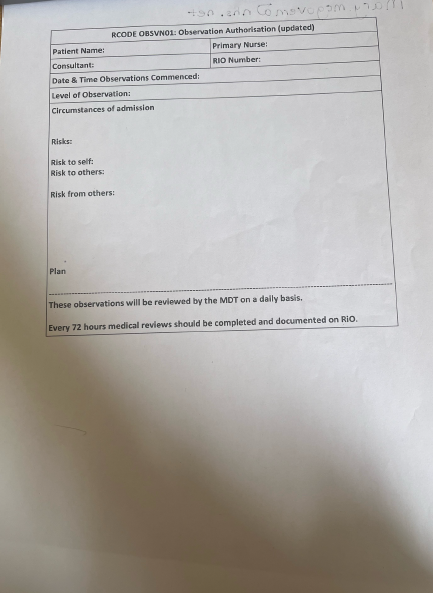 RCODE OBSVN01: Observation Authorisation (updated)
Patient Name: Primary Nurse:
Consultant: RIO Number:
Date & Time Observations Commenced:
Level of Observation:
Circumstances of admission
Risks:
Risk to self:
Risk to others:
Risk from others:
Plan
These observations will be reviewed by the MDT on a daily basis.
Every 72 hours medical reviews should be completed and documented on RiO.